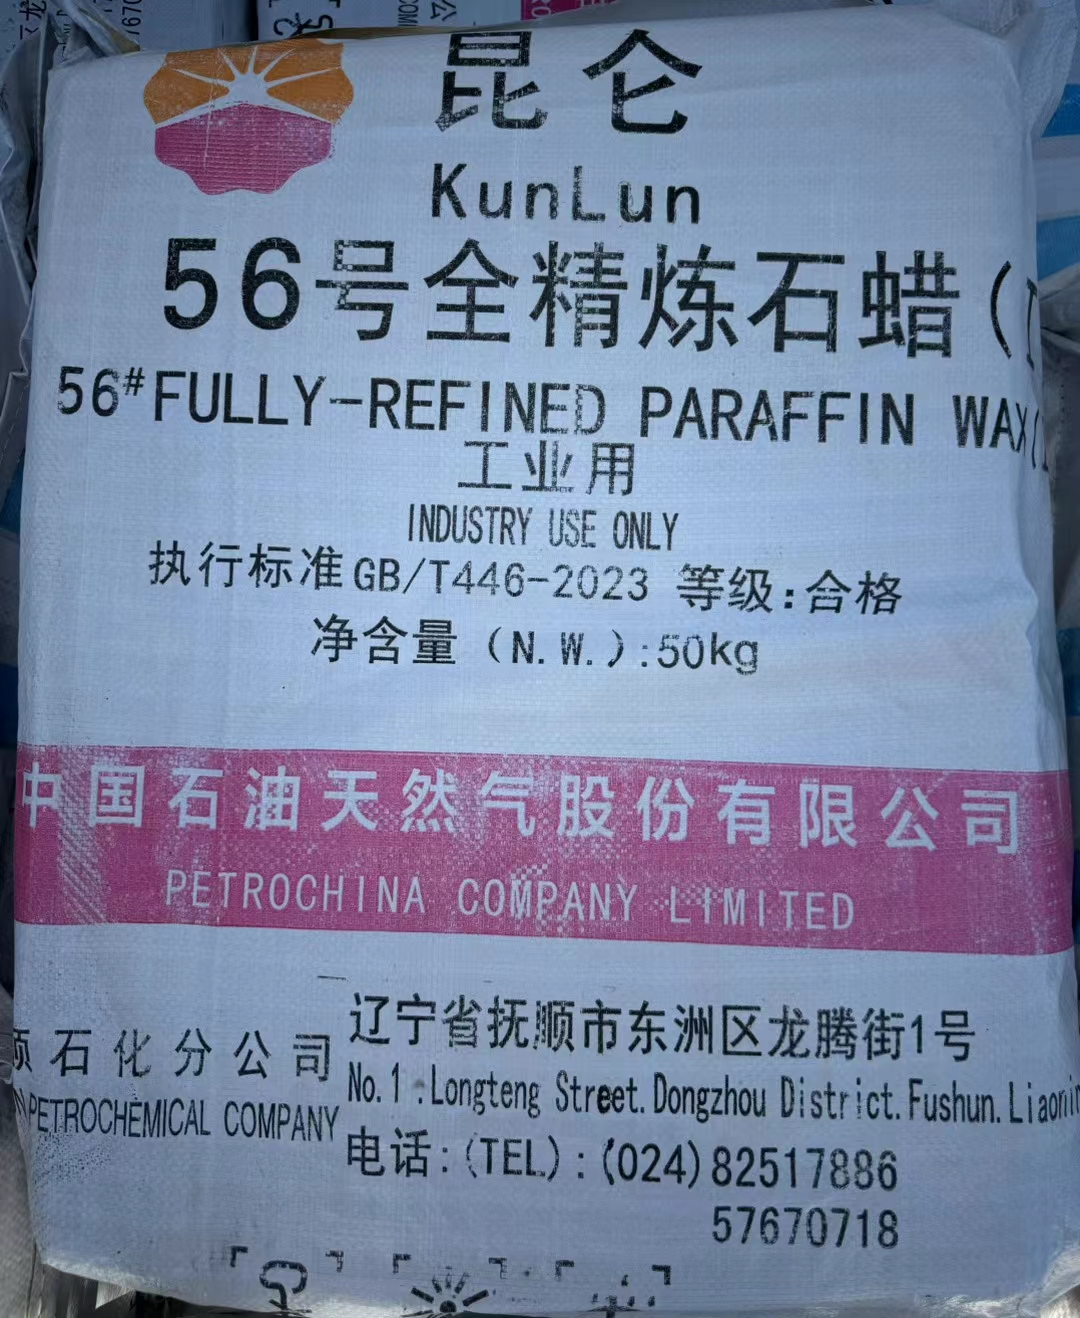 昆仑
KunLun
56号全精炼石蜡(
56#FULLY-REFINED PARAFFIN WAX(
工业用
INDUSTRY USE ONLY
执行标准GB/T446-2023 等级:合格
净含量(N.W.):50kg
中国石油天然气股份有限公司
PETROCHINA COMPANY LIMITED
顺石化分公司
PETROCHEMICAL COMPANY
辽宁省抚顺市东洲区龙腾街1号
No.1.Longteng Street.Dongzhou District.Fushun.Liaonin
电话:(TEL):(024)82517886
57670718